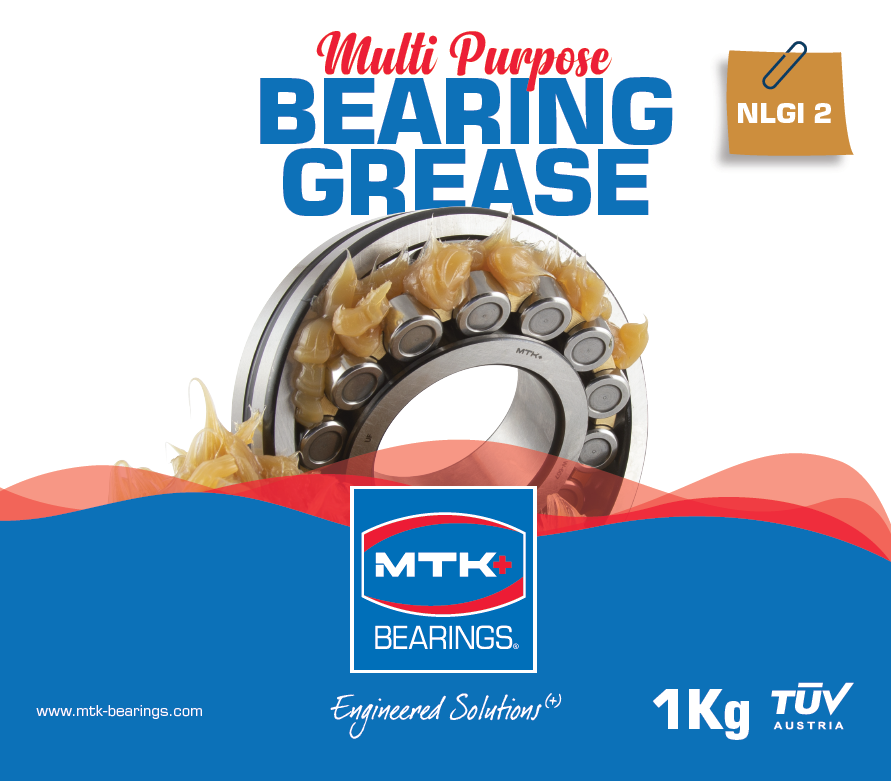 Multi Purpose
BEARING
GREASE
NLGI 2
MTK+
MTK+
BEARINGS®
Engineered Solutions(+)
www.mtk-bearings.com
1Kg
TÜV
AUSTRIA